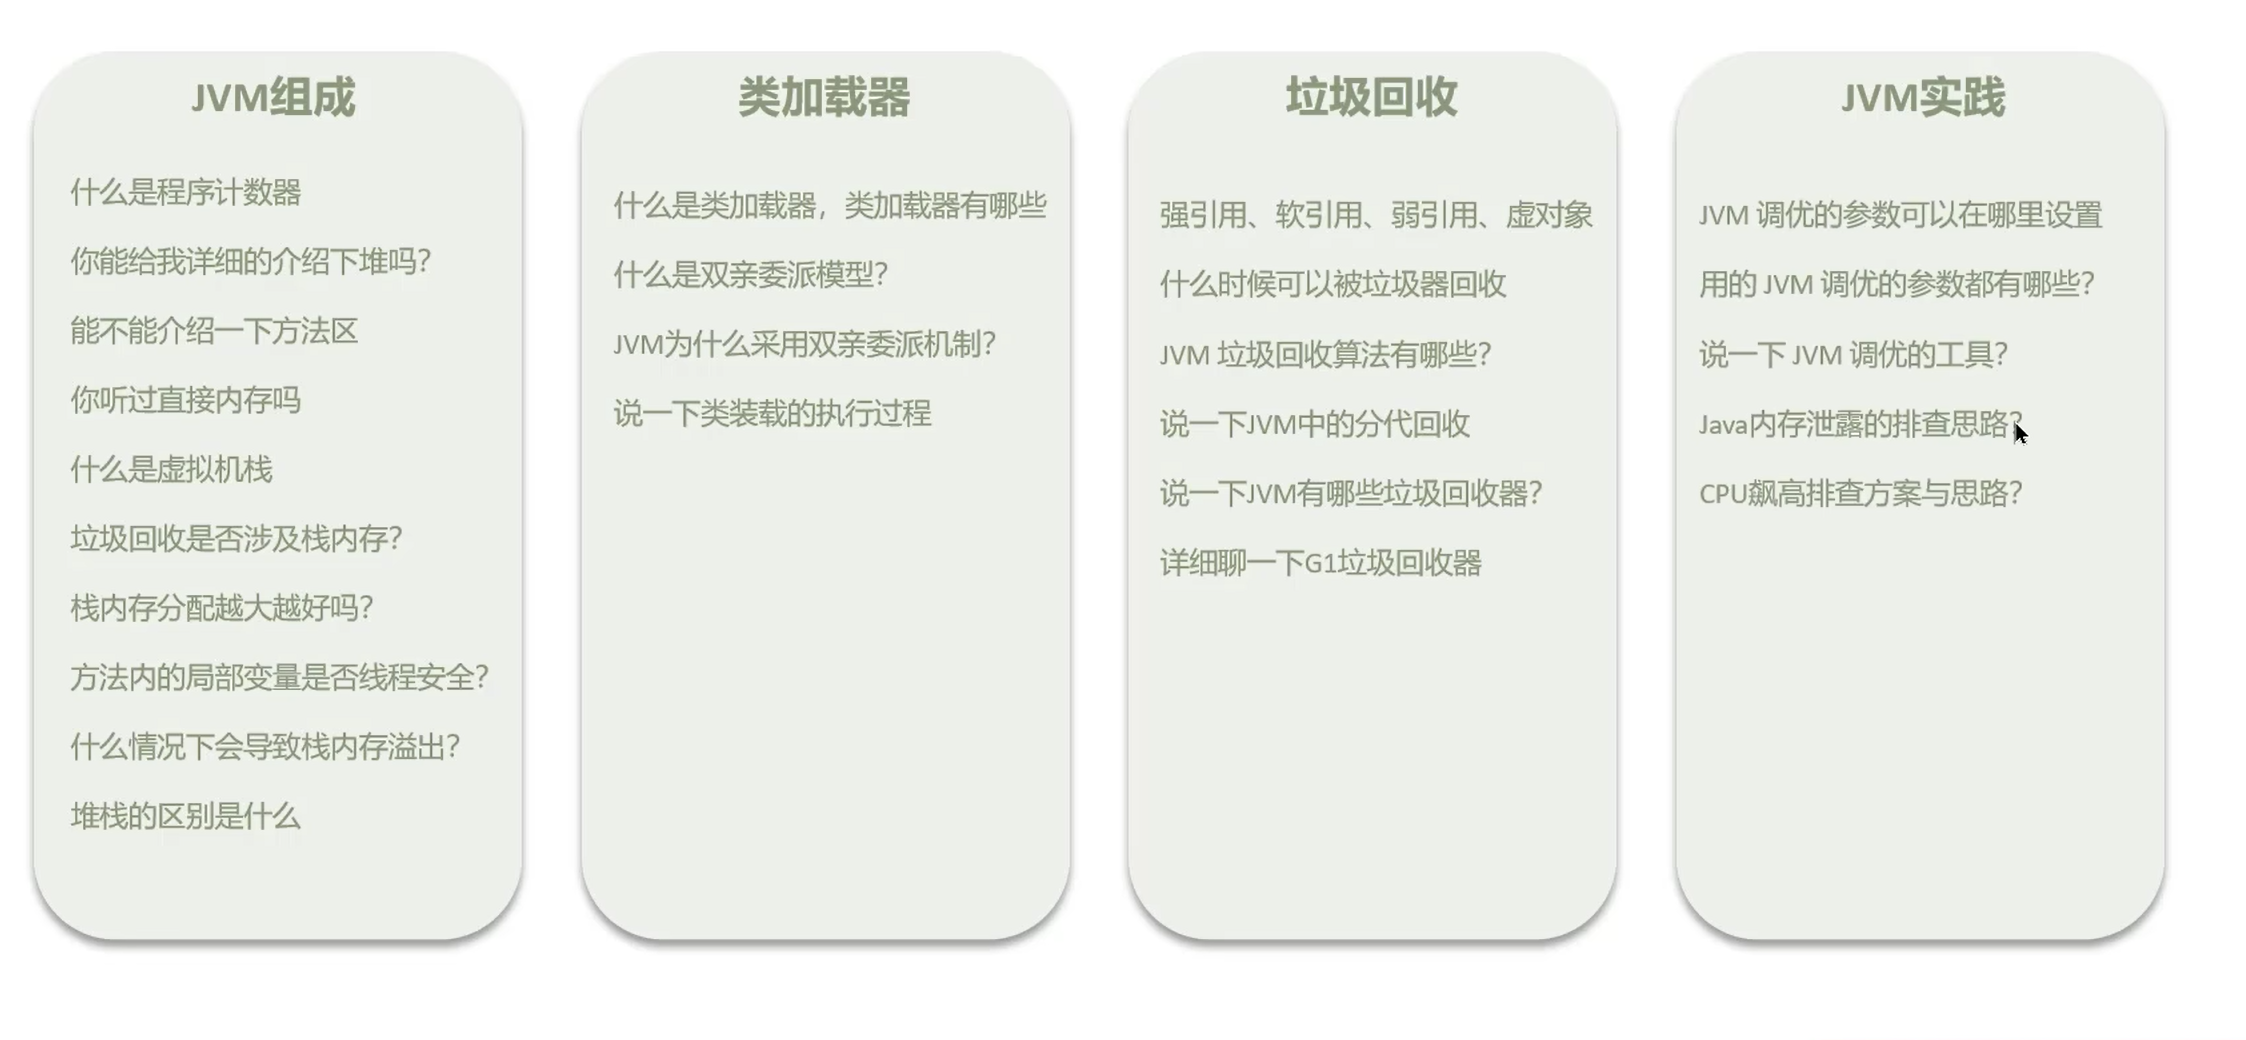 JVM组成
什么是程序计数器
你能给我详细的介绍下堆吗？
能不能介绍一下方法区
你听过直接内存吗
什么是虚拟机栈
垃圾回收是否涉及栈内存？
栈内存分配越大越好吗？
方法内的局部变量是否线程安全？
什么情况下会导致栈内存溢出？
堆栈的区别是什么
类加载器
什么是类加载器，类加载器有哪些
什么是双亲委派模型？
JVM为什么采用双亲委派机制？
说一下类装载的执行过程
垃圾回收
强引用、软引用、弱引用、虚对象
什么时候可以被垃圾器回收
JVM 垃圾回收算法有哪些？
说一下JVM中的分代回收
说一下JVM有哪些垃圾回收器？
详细聊一下G1垃圾回收器
JVM实践
JVM 调优的参数可以在哪里设置
用的 JVM 调优的参数都有哪些？
说一下 JVM 调优的工具？
Java内存泄露的排查思路？
CPU飙高排查方案与思路？